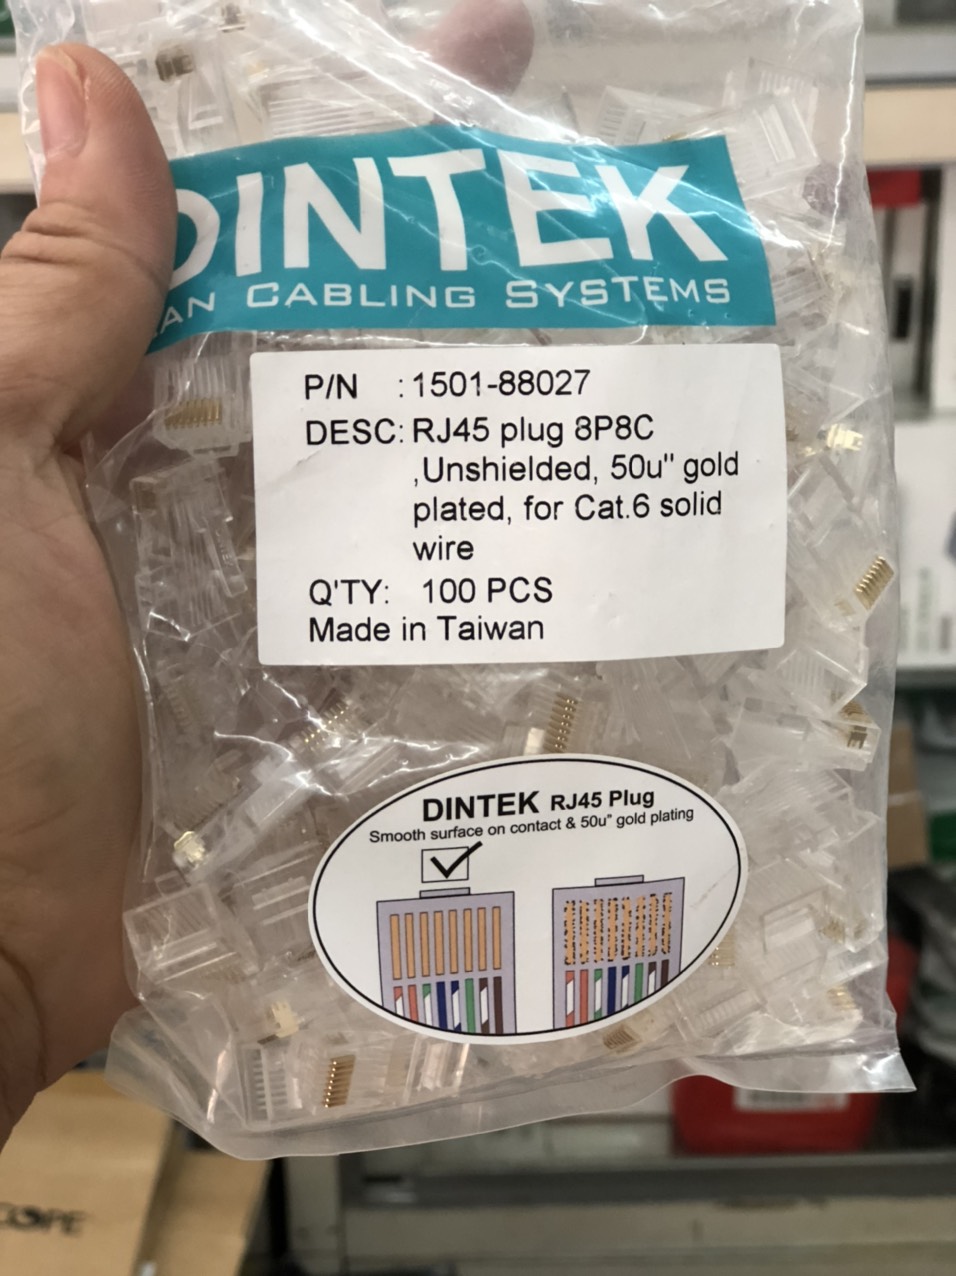 DINTEK
LAN CABLING SYSTEMS
P/N : 1501-88027
DESC: RJ45 plug 8P8C
,Unshielded, 50u" gold
plated, for Cat.6 solid
wire
Q'TY: 100 PCS
Made in Taiwan
DINTEK RJ45 Plug
Smooth surface on contact & 50u" gold plating